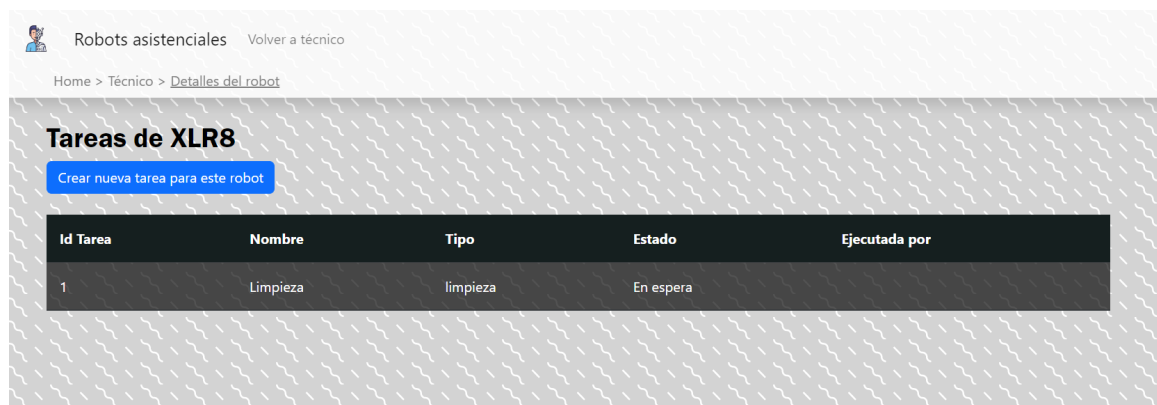 Robots asistenciales Volver a técnico
Home > Técnico > Detalles del robot
Tareas de XLR8
Crear nueva tarea para este robot
Id Tarea Nombre Tipo Estado Ejecutada por
1 Limpieza limpieza En espera